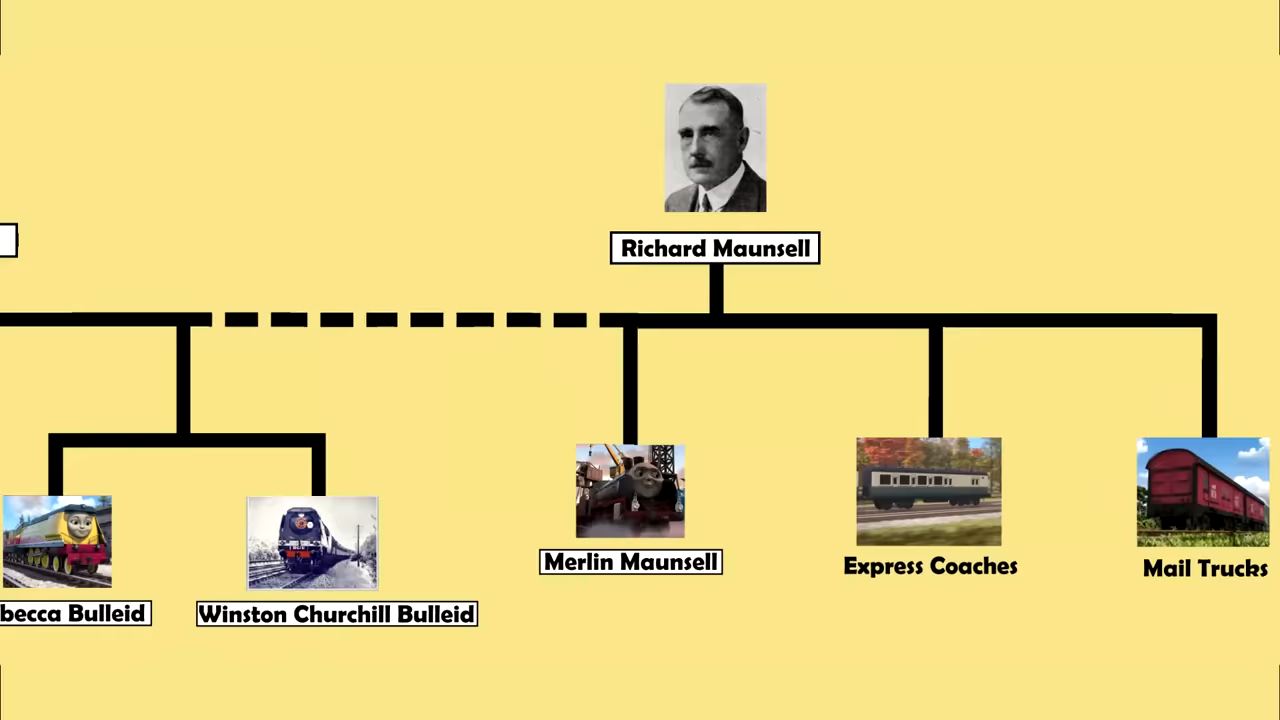 Richard Maunsell
Merlin Maunsell
Express Coaches
Mail Trucks
becca Bulleid
Winston Churchill Bulleid